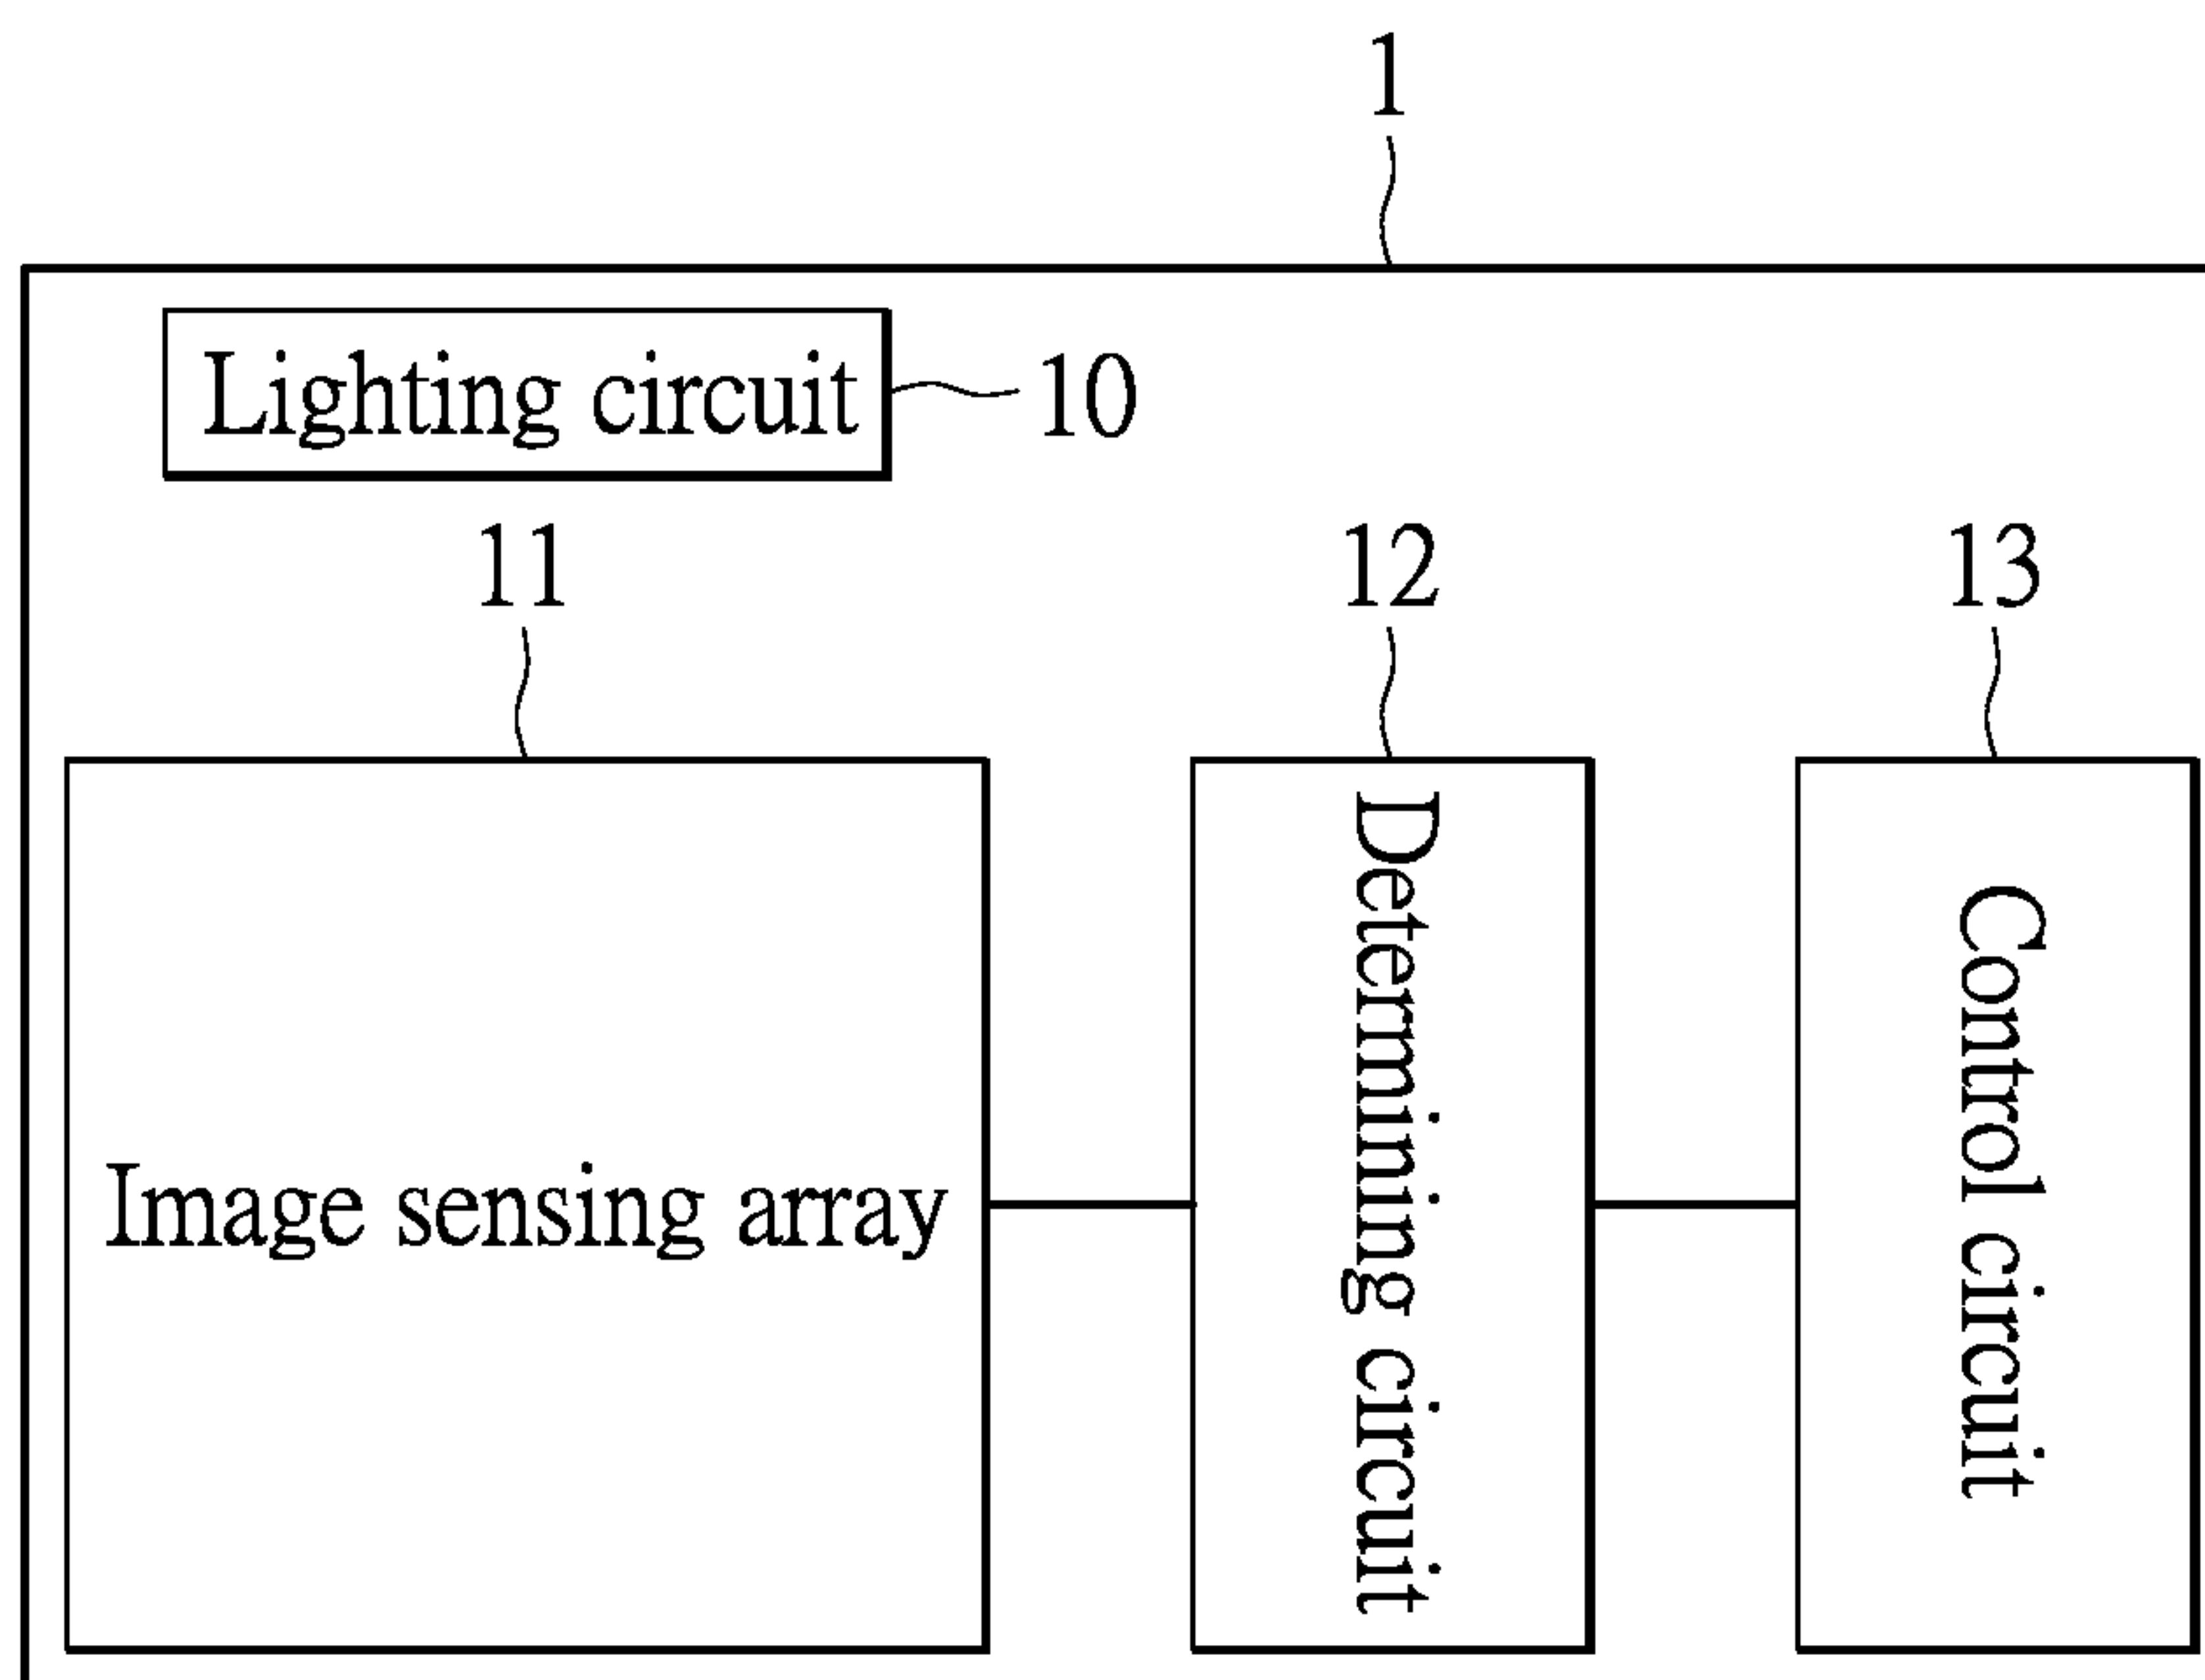 1
Lighting circuit
10
11
12
13
Image sensing array
Determining circuit
Control circuit